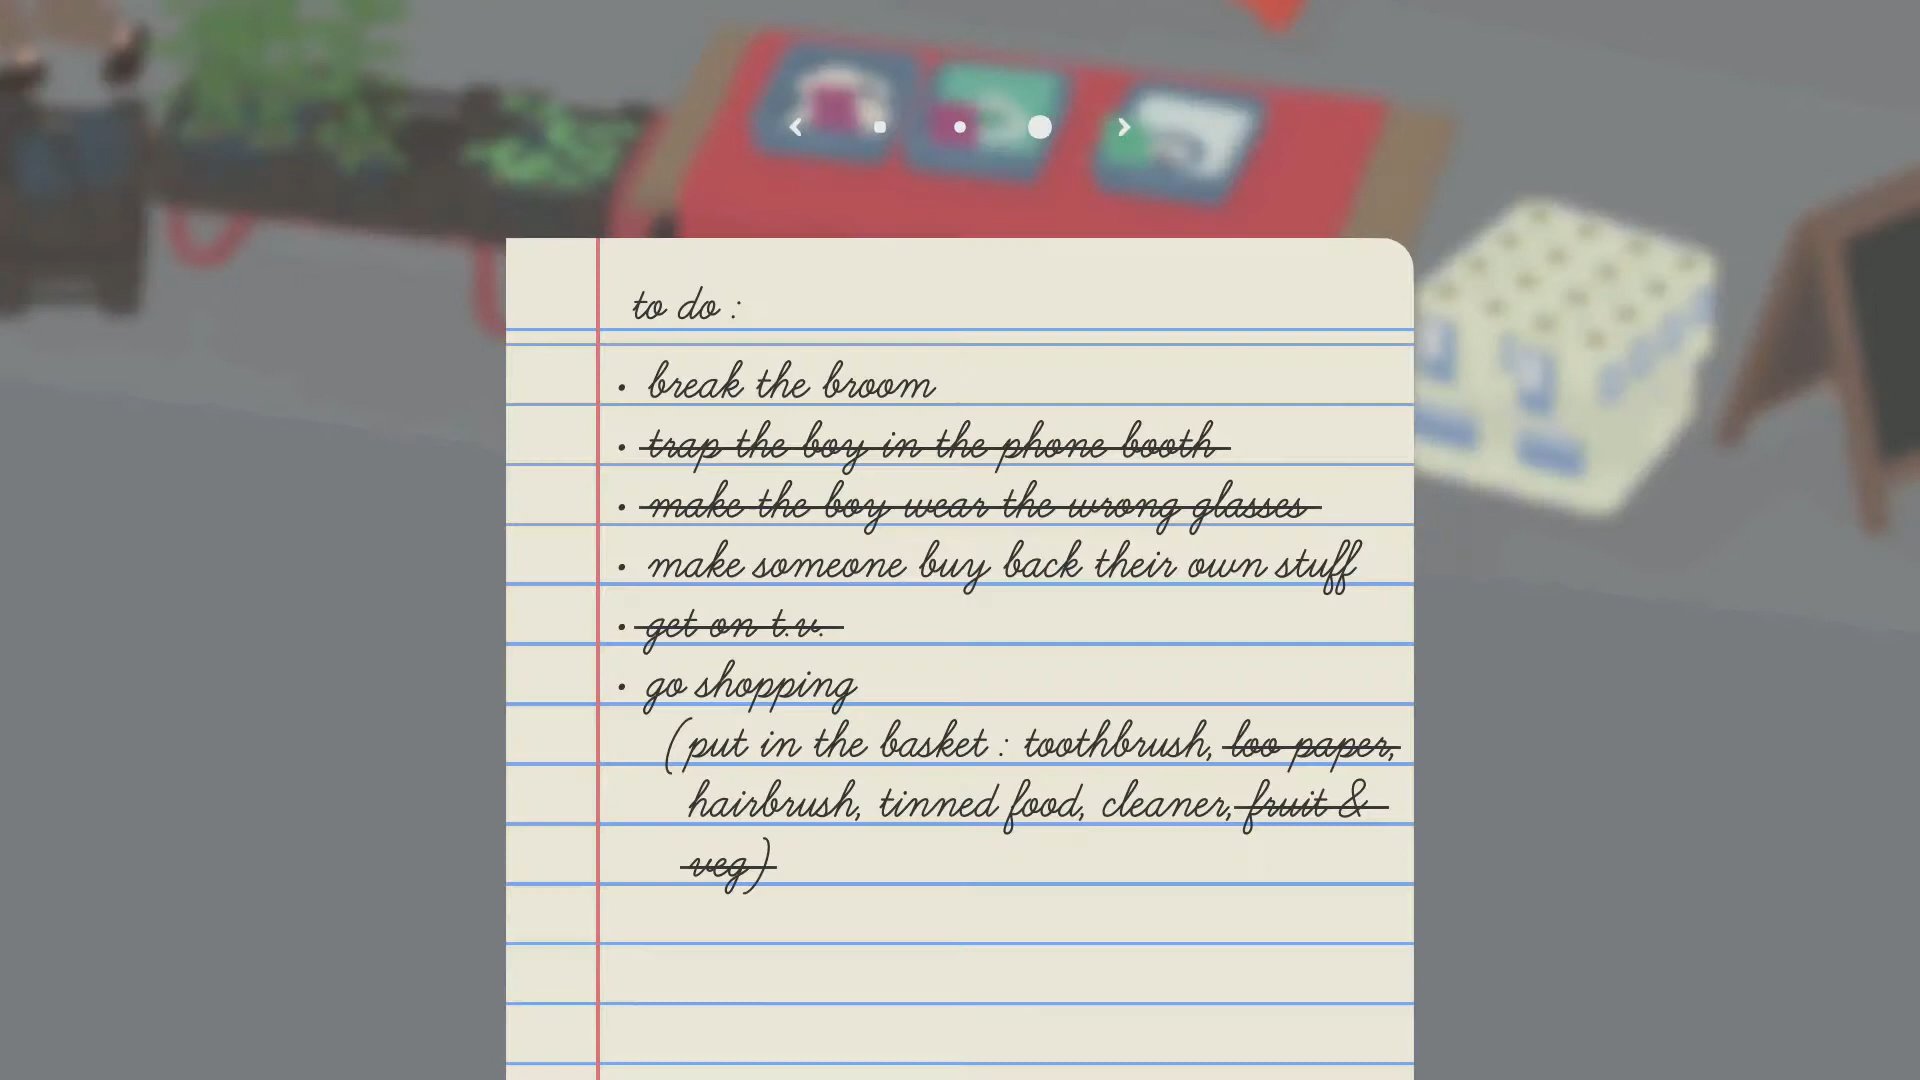 to do :
• break the broom
• trap the boy in the phone booth
• make the boy wear the wrong glasses
• make someone buy back their own stuff
• get on t.v.
• go shopping
(put in the basket : toothbrush, loo paper,
hairbrush, tinned food, cleaner, fruit &
veg)